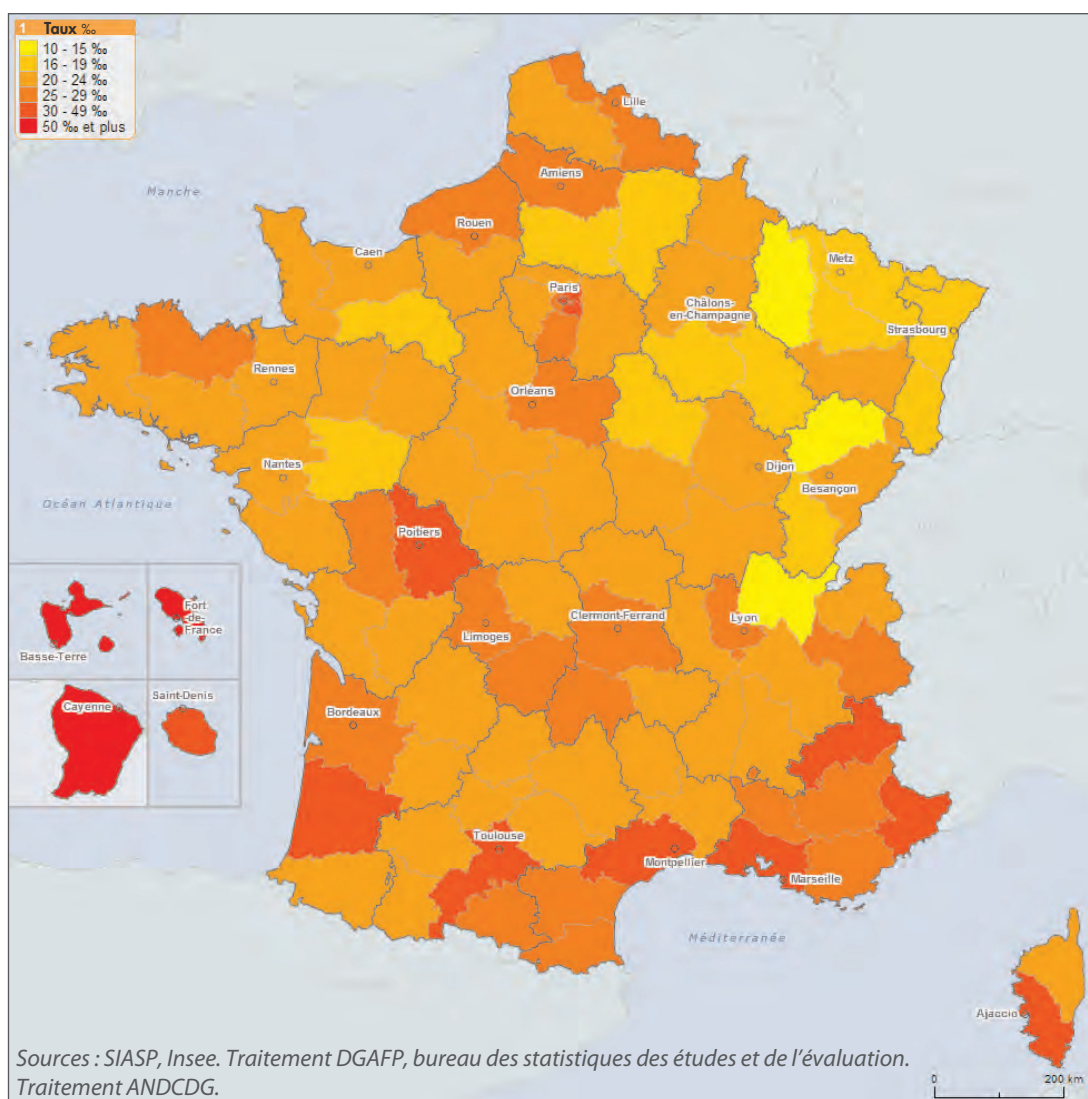 1 Taux ‰
10 - 15 ‰
16 - 19 ‰
20 - 24 ‰
25 - 29 ‰
30 - 49 ‰
50 ‰ et plus
Lille
Manche
Amiens
Rouen
Caen
Metz
Paris
Châlons-
en-Champagne
Strasbourg
Rennes
Orléans
Nantes
Dijon
Besançon
Océan Atlantique
Poitiers
Fort
-de-
France
Basse-Terre
Clermont-Ferrand
Limoges
Lyon
Cayenne
Saint-Denis
Bordeaux
Toulouse
Montpellier
Marseille
Méditerranée
Ajaccio
Sources : SIASP, Insee. Traitement DGAFP, bureau des statistiques des études et de l'évaluation.
Traitement ANDCDG.
0 200 km